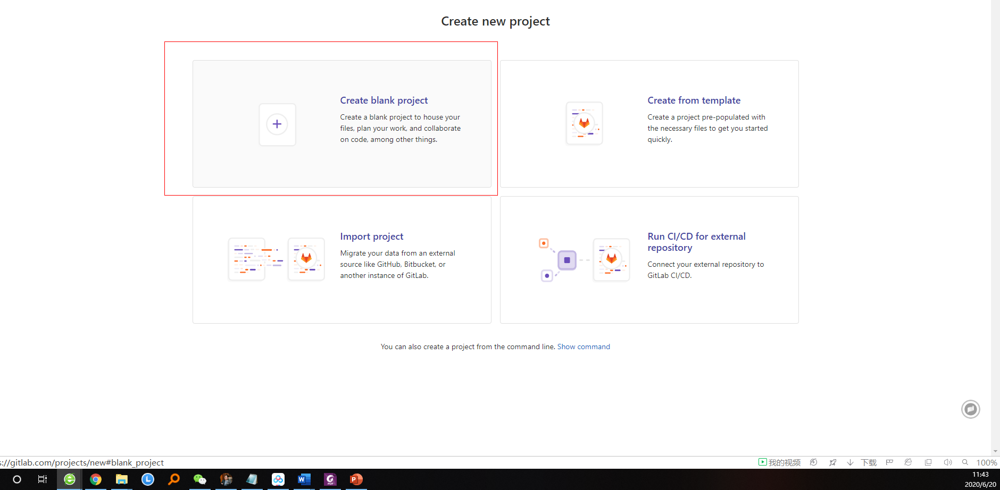 Create new project
Create blank project
Create a blank project to house your
files, plan your work, and collaborate
on code, among other things.
Create from template
Create a project pre-populated with
the necessary files to get you started
quickly.
Import project
Migrate your data from an external
source like GitHub, Bitbucket, or
another instance of GitLab.
Run CI/CD for external
repository
Connect your external repository to
GitLab CI/CD.
You can also create a project from the command line. Show command
s://gitlab.com/projects/new#blank_project
我的视频
下载
100%
11:43
2020/6/20